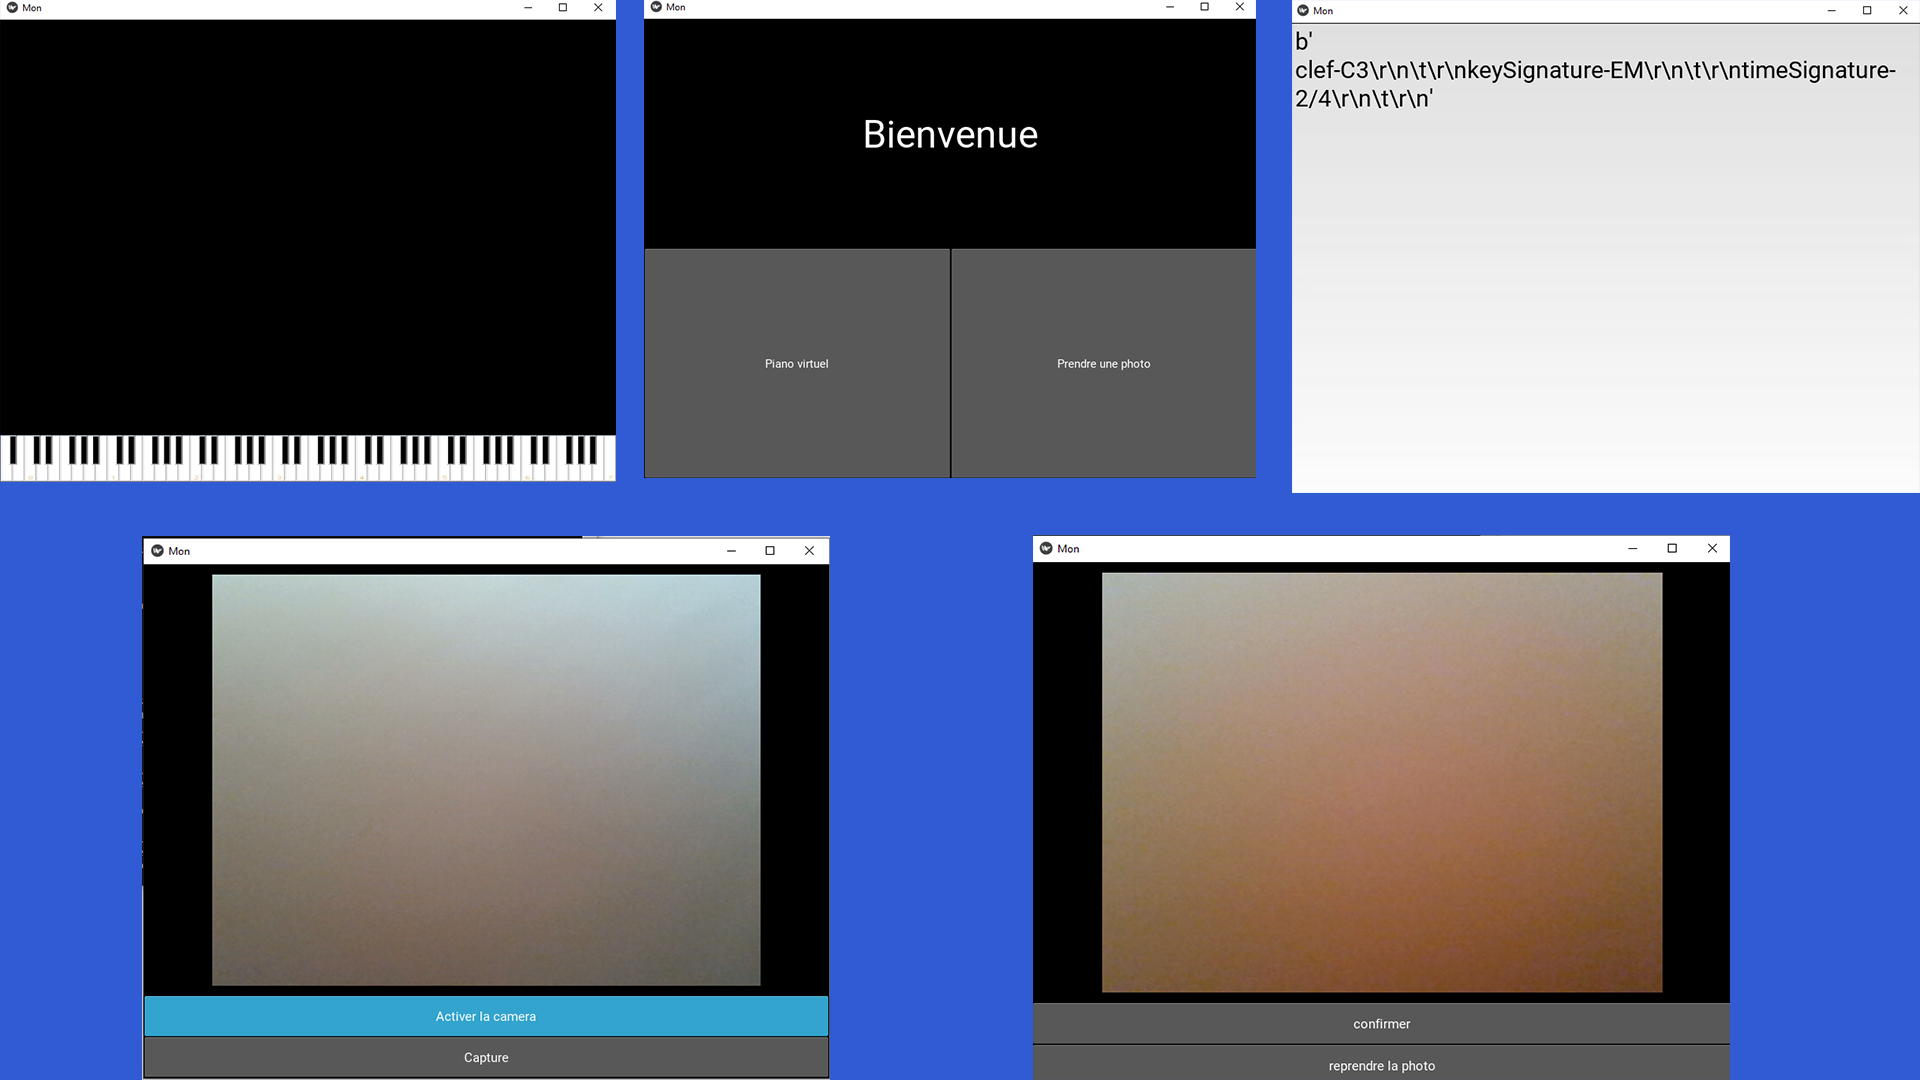 Mon
Mon
Bienvenue
Piano virtuel
Prendre une photo
Mon
b'
clef-C3\r\n\t\r\nkeySignature-EM\r\n\t\r\ntimeSignature-
2/4\r\n\t\r\n'
Mon
Activer la camera
Capture
Mon
confirmer
reprendre la photo